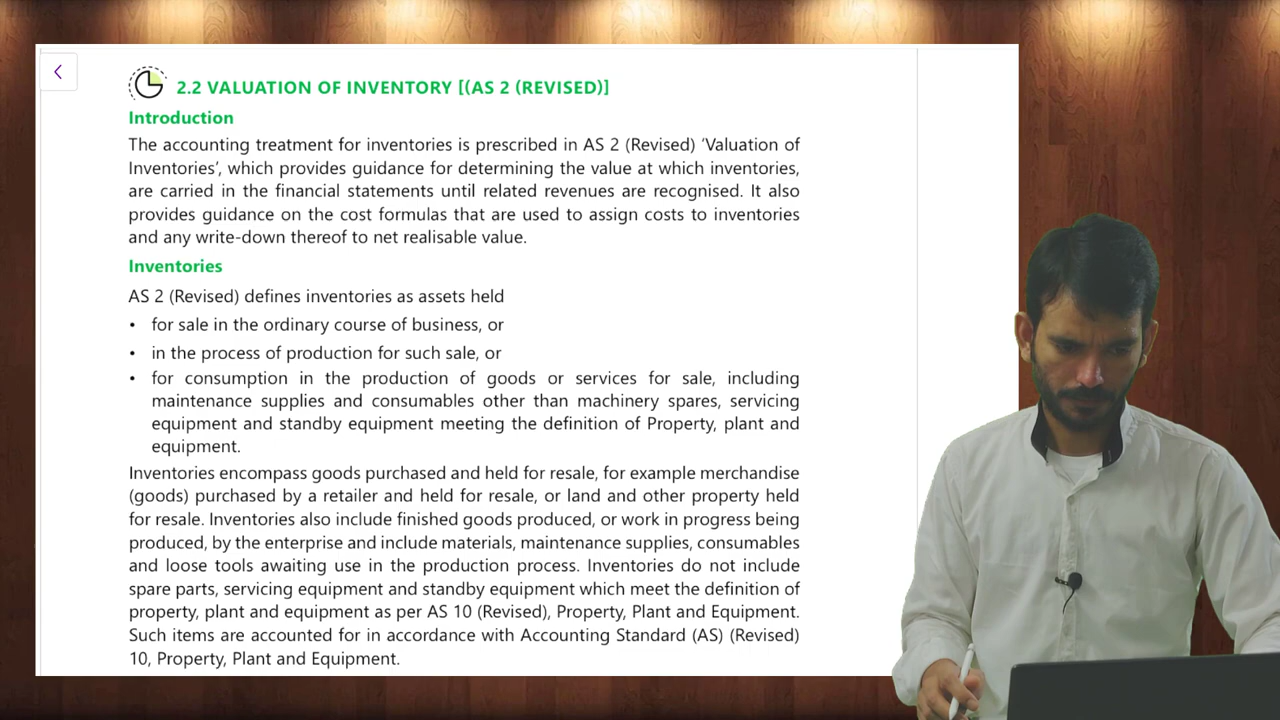 2.2 VALUATION OF INVENTORY [(AS 2 (REVISED)]
Introduction
The accounting treatment for inventories is prescribed in AS 2 (Revised) ‘Valuation of
Inventories’, which provides guidance for determining the value at which inventories,
are carried in the financial statements until related revenues are recognised. It also
provides guidance on the cost formulas that are used to assign costs to inventories
and any write-down thereof to net realisable value.
Inventories
AS 2 (Revised) defines inventories as assets held
• for sale in the ordinary course of business, or
• in the process of production for such sale, or
• for consumption in the production of goods or services for sale, including
maintenance supplies and consumables other than machinery spares, servicing
equipment and standby equipment meeting the definition of Property, plant and
equipment.
Inventories encompass goods purchased and held for resale, for example merchandise
(goods) purchased by a retailer and held for resale, or land and other property held
for resale. Inventories also include finished goods produced, or work in progress being
produced, by the enterprise and include materials, maintenance supplies, consumables
and loose tools awaiting use in the production process. Inventories do not include
spare parts, servicing equipment and standby equipment which meet the definition of
property, plant and equipment as per AS 10 (Revised), Property, Plant and Equipment.
Such items are accounted for in accordance with Accounting Standard (AS) (Revised)
10, Property, Plant and Equipment.